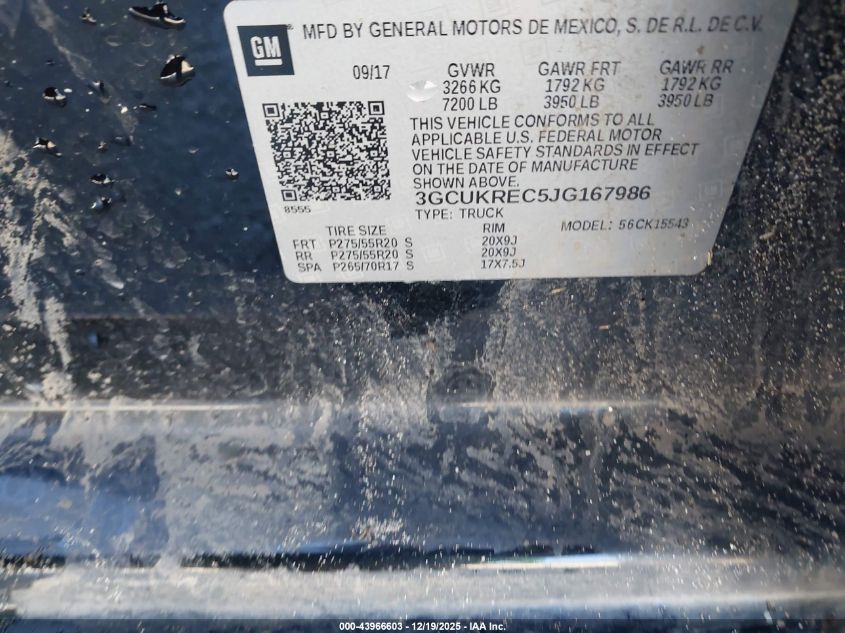 GM
MFD BY GENERAL MOTORS DE MEXICO, S. DE R.L. DE C.V.
09/17 GVWR GAWR FRT GAWR RR
3266 KG 1792 KG 1792 KG
7200 LB 3950 LB 3950 LB
THIS VEHICLE CONFORMS TO ALL
APPLICABLE U.S. FEDERAL MOTOR
VEHICLE SAFETY STANDARDS IN EFFECT
ON THE DATE OF MANUFACTURE
SHOWN ABOVE.
8555
3GCUKREC5JG167986
TYPE: TRUCK MODEL: 56CK15543
TIRE SIZE RIM
FRT P275/55R20 S 20X9J
RR P275/55R20 S 20X9J
SPA P265/70R17 S 17X7.5J
000-43966603 - 12/19/2025 - IAA Inc.